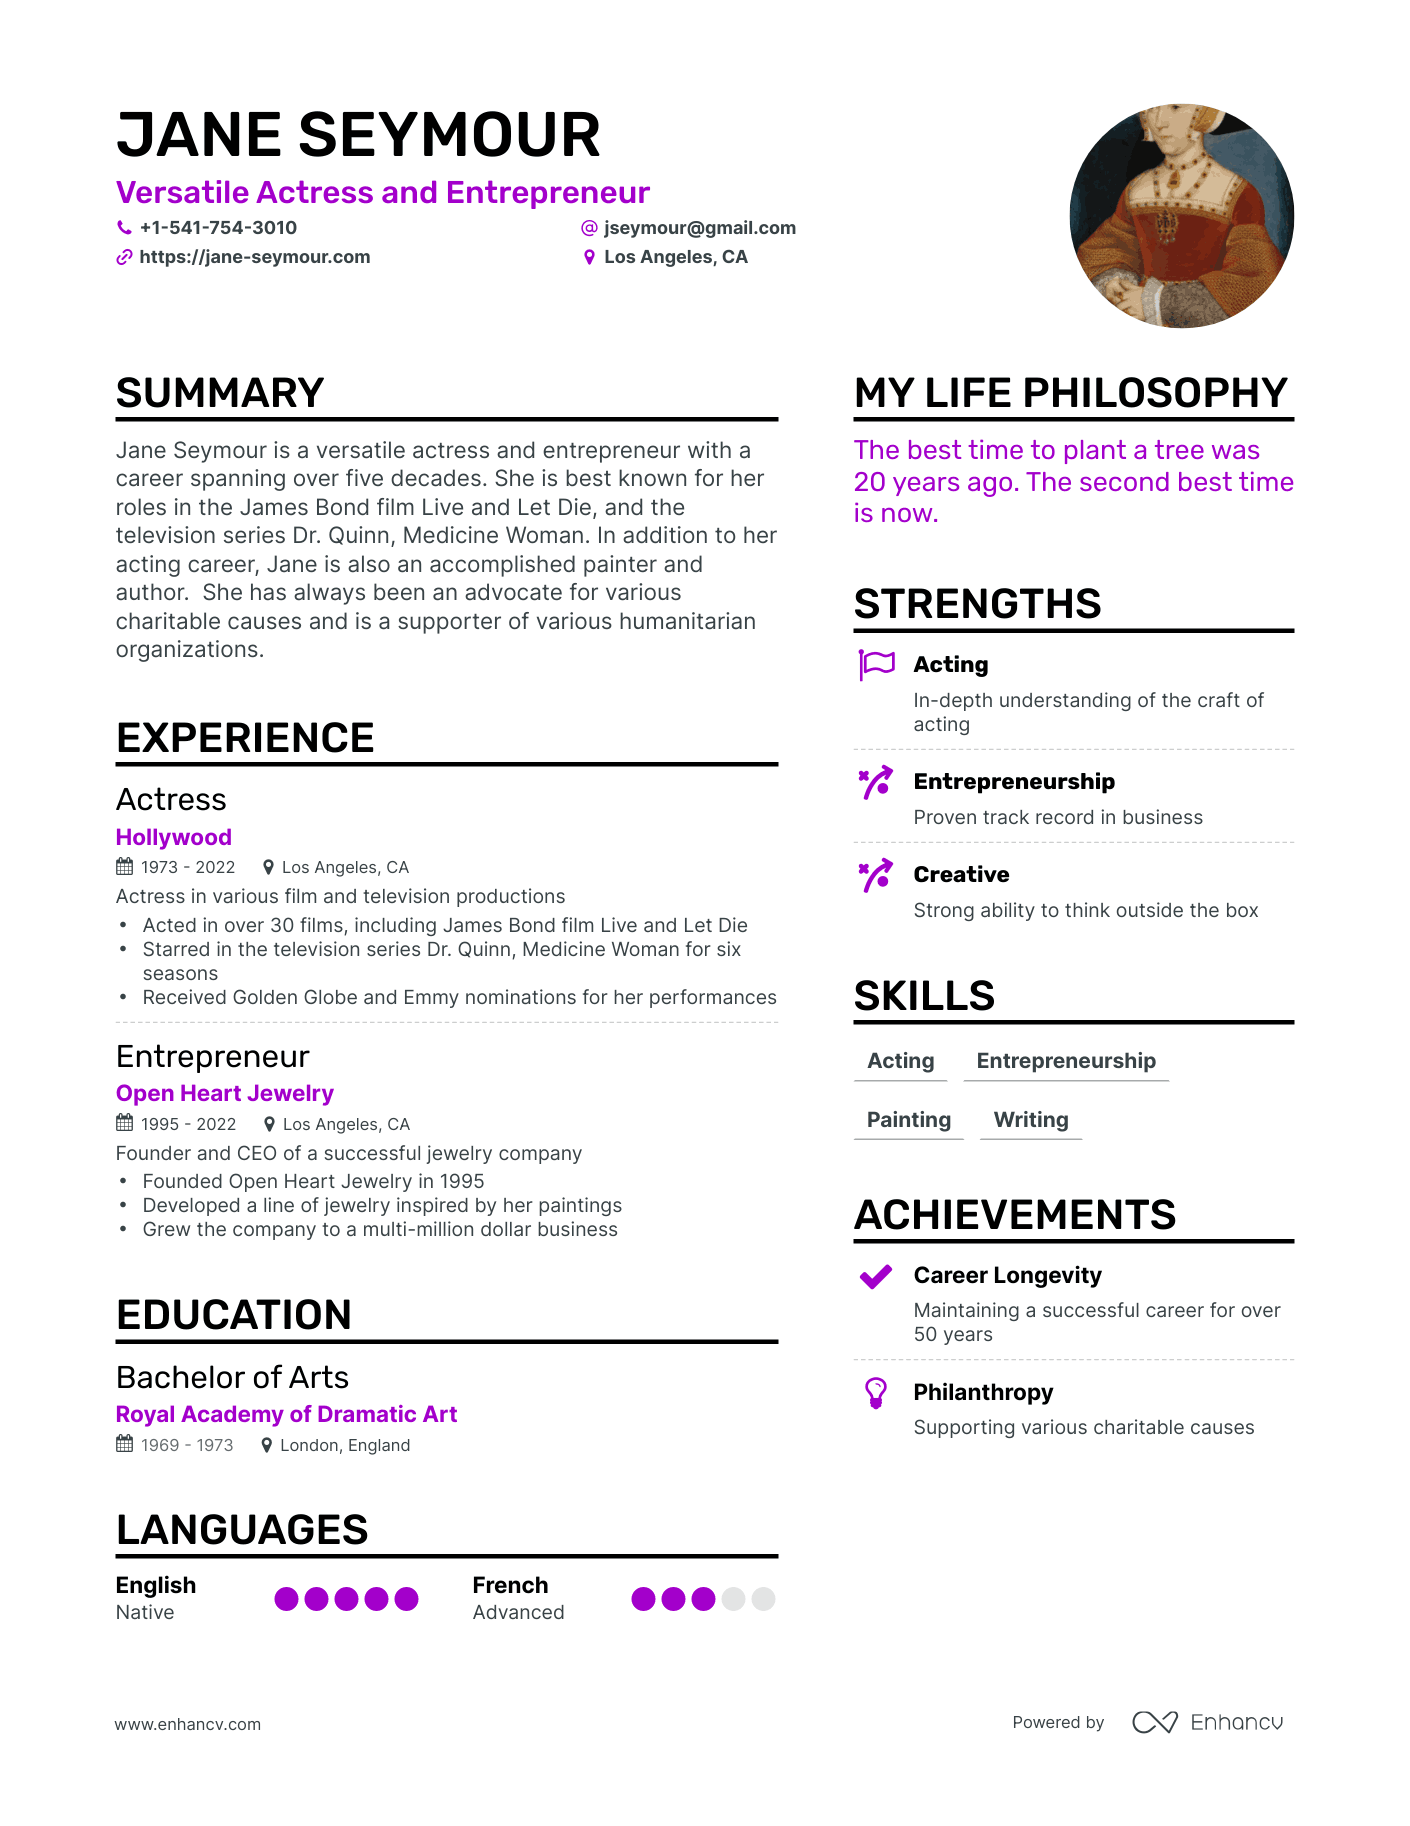 JANE SEYMOUR
Versatile Actress and Entrepreneur
+1-541-754-3010
@ jseymour@gmail.com
https://jane-seymour.com
Los Angeles, CA
SUMMARY
Jane Seymour is a versatile actress and entrepreneur with a
career spanning over five decades. She is best known for her
roles in the James Bond film Live and Let Die, and the
television series Dr. Quinn, Medicine Woman. In addition to her
acting career, Jane is also an accomplished painter and
author.  She has always been an advocate for various
charitable causes and is a supporter of various humanitarian
organizations.
EXPERIENCE
Actress
Hollywood
1973 - 2022
Los Angeles, CA
Actress in various film and television productions
• Acted in over 30 films, including James Bond film Live and Let Die
• Starred in the television series Dr. Quinn, Medicine Woman for six
seasons
• Received Golden Globe and Emmy nominations for her performances
Entrepreneur
Open Heart Jewelry
1995 - 2022
Los Angeles, CA
Founder and CEO of a successful jewelry company
• Founded Open Heart Jewelry in 1995
• Developed a line of jewelry inspired by her paintings
• Grew the company to a multi-million dollar business
EDUCATION
Bachelor of Arts
Royal Academy of Dramatic Art
1969 - 1973
London, England
LANGUAGES
English
Native
French
Advanced
MY LIFE PHILOSOPHY
The best time to plant a tree was
20 years ago. The second best time
is now.
STRENGTHS
Acting
In-depth understanding of the craft of
acting
Entrepreneurship
Proven track record in business
Creative
Strong ability to think outside the box
SKILLS
Acting
Entrepreneurship
Painting
Writing
ACHIEVEMENTS
Career Longevity
Maintaining a successful career for over
50 years
Philanthropy
Supporting various charitable causes
www.enhancv.com
Powered by
Enhancv